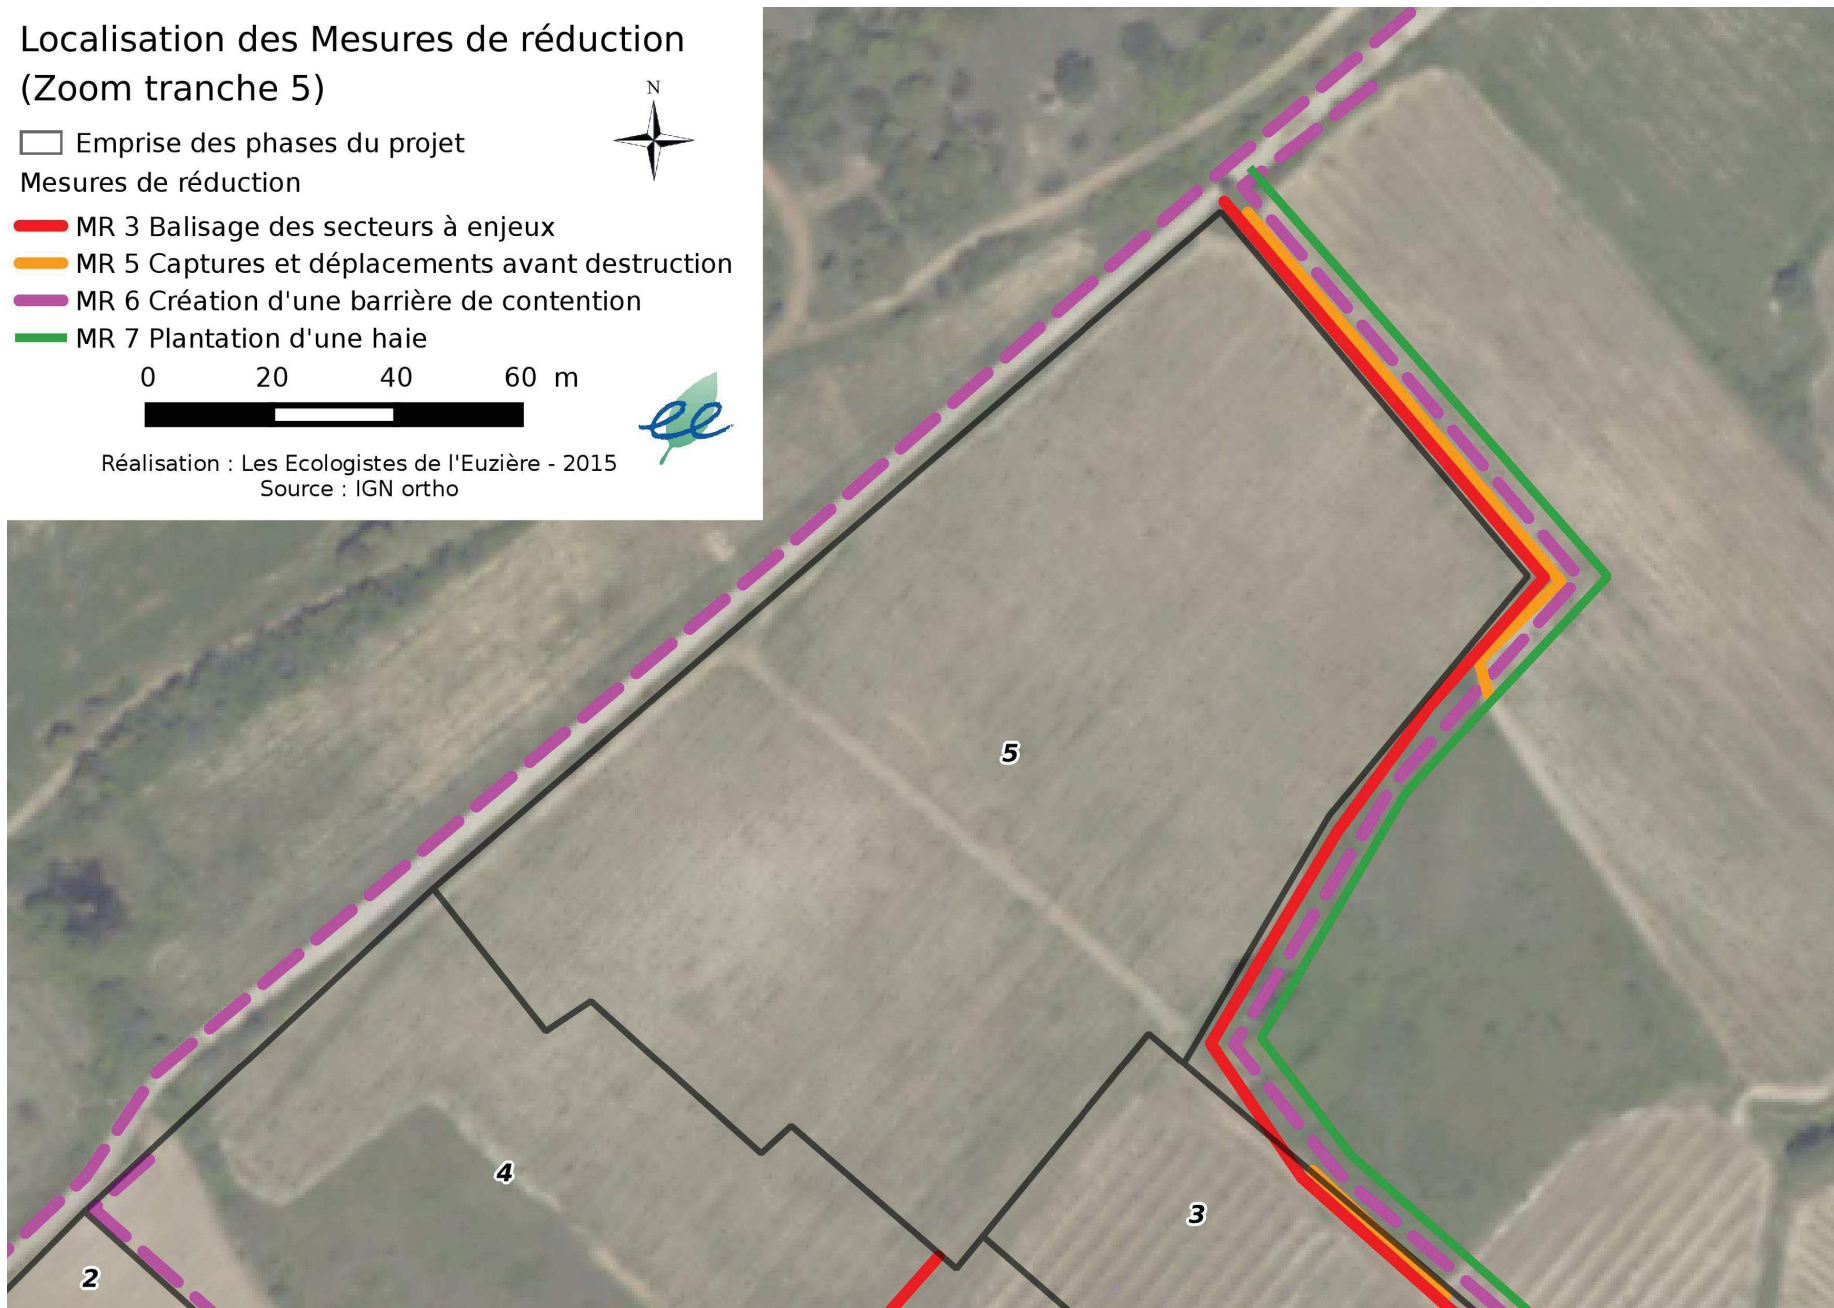 Localisation des Mesures de réduction
(Zoom tranche 5)
N
Emprise des phases du projet
Mesures de réduction
MR 3 Balisage des secteurs à enjeux
MR 5 Captures et déplacements avant destruction
MR 6 Création d'une barrière de contention
MR 7 Plantation d'une haie
0 20 40 60 m
ee
Réalisation : Les Ecologistes de l'Euzière - 2015
Source : IGN ortho
5
4
3
2